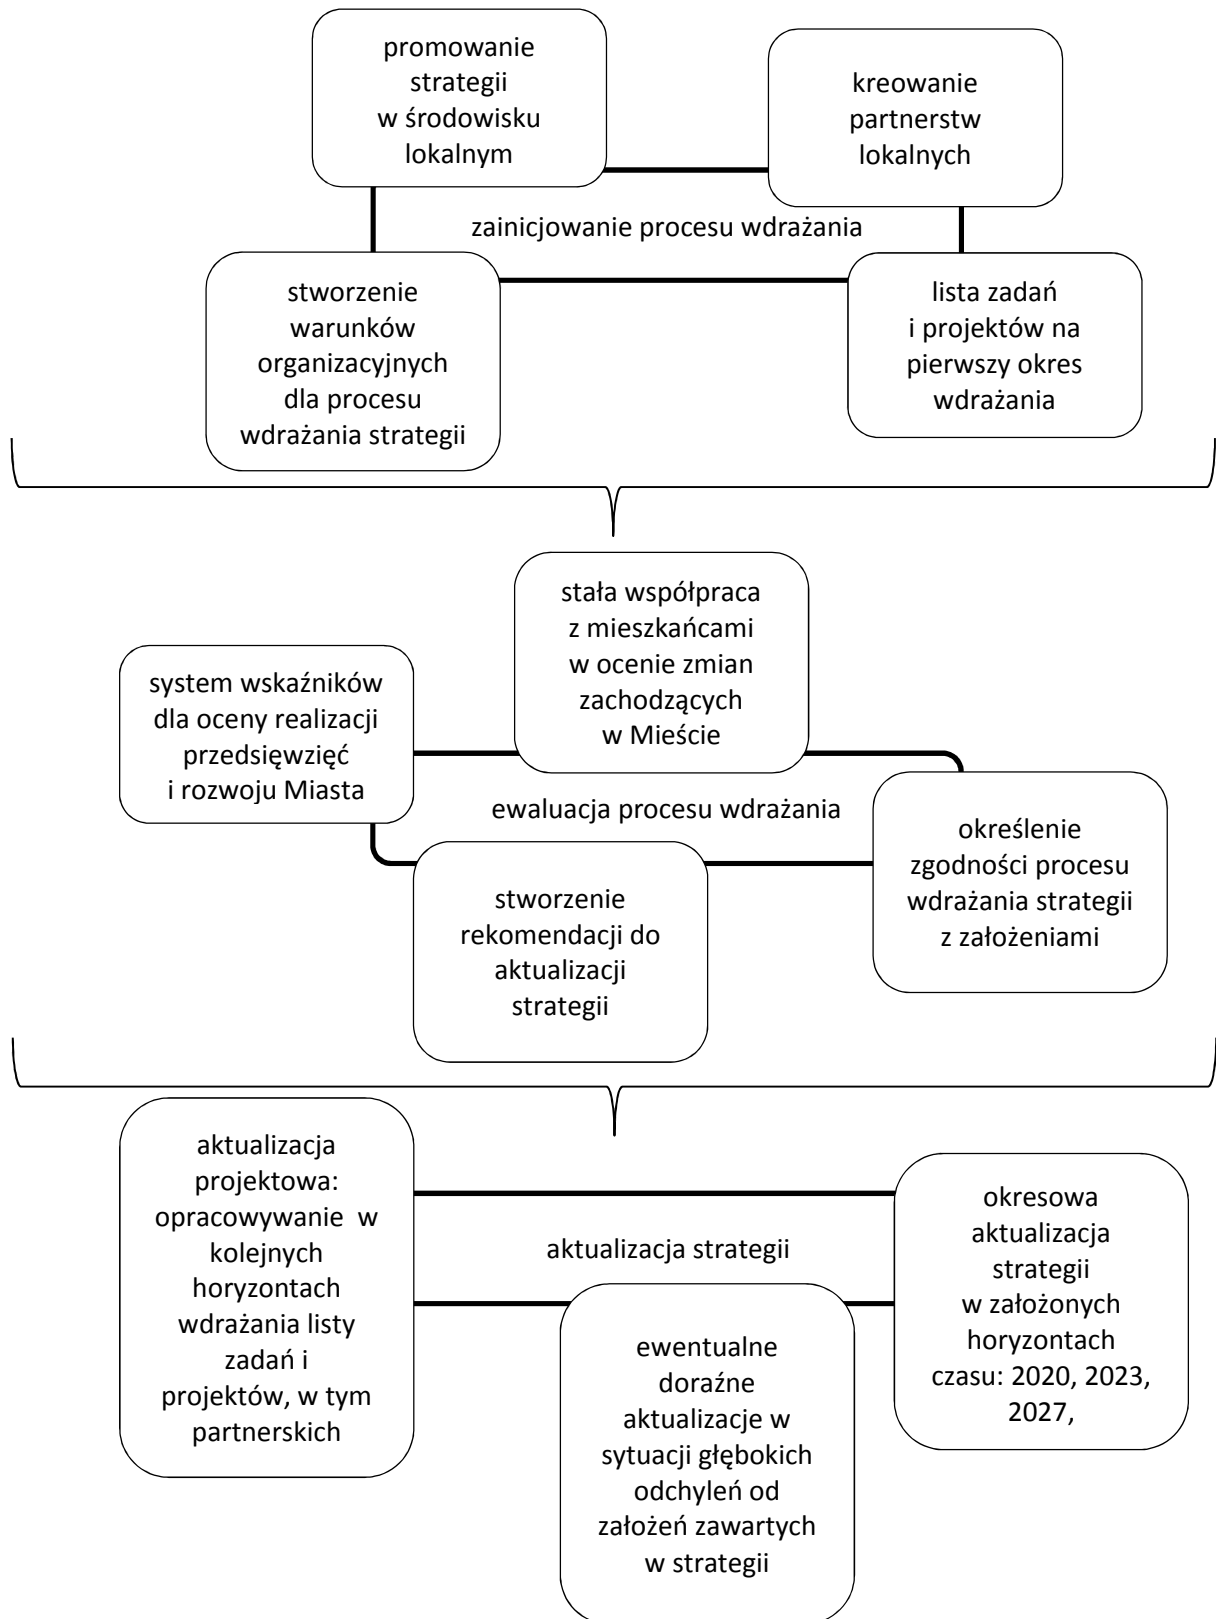 promowanie
strategii
w środowisku
lokalnym
kreowanie
partnerstw
lokalnych
zainicjowanie procesu wdrażania
stworzenie
warunków
organizacyjnych
dla procesu
wdrażania strategii
lista zadań
i projektów na
pierwszy okres
wdrażania
stała współpraca
z mieszkańcami
w ocenie zmian
zachodzących
w Mieście
system wskaźników
dla oceny realizacji
przedsięwzięć
i rozwoju Miasta
ewaluacja procesu wdrażania
określenie
zgodności procesu
wdrażania strategii
z założeniami
stworzenie
rekomendacji do
aktualizacji
strategii
aktualizacja
projektowa:
opracowywanie w
kolejnych
horyzontach
wdrażania listy
zadań i
projektów, w tym
partnerskich
aktualizacja strategii
okresowa
aktualizacja
strategii
w założonych
horyzontach
czasu: 2020, 2023,
2027,
ewentualne
doraźne
aktualizacje w
sytuacji głębokich
odchyleń od
założeń zawartych
w strategii